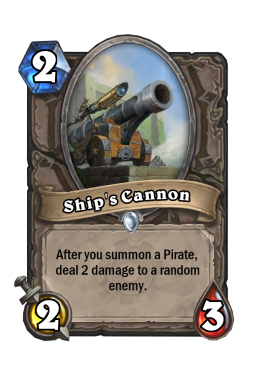 2
Ship's Cannon
After you summon a Pirate,
deal 2 damage to a random
enemy.
2 3